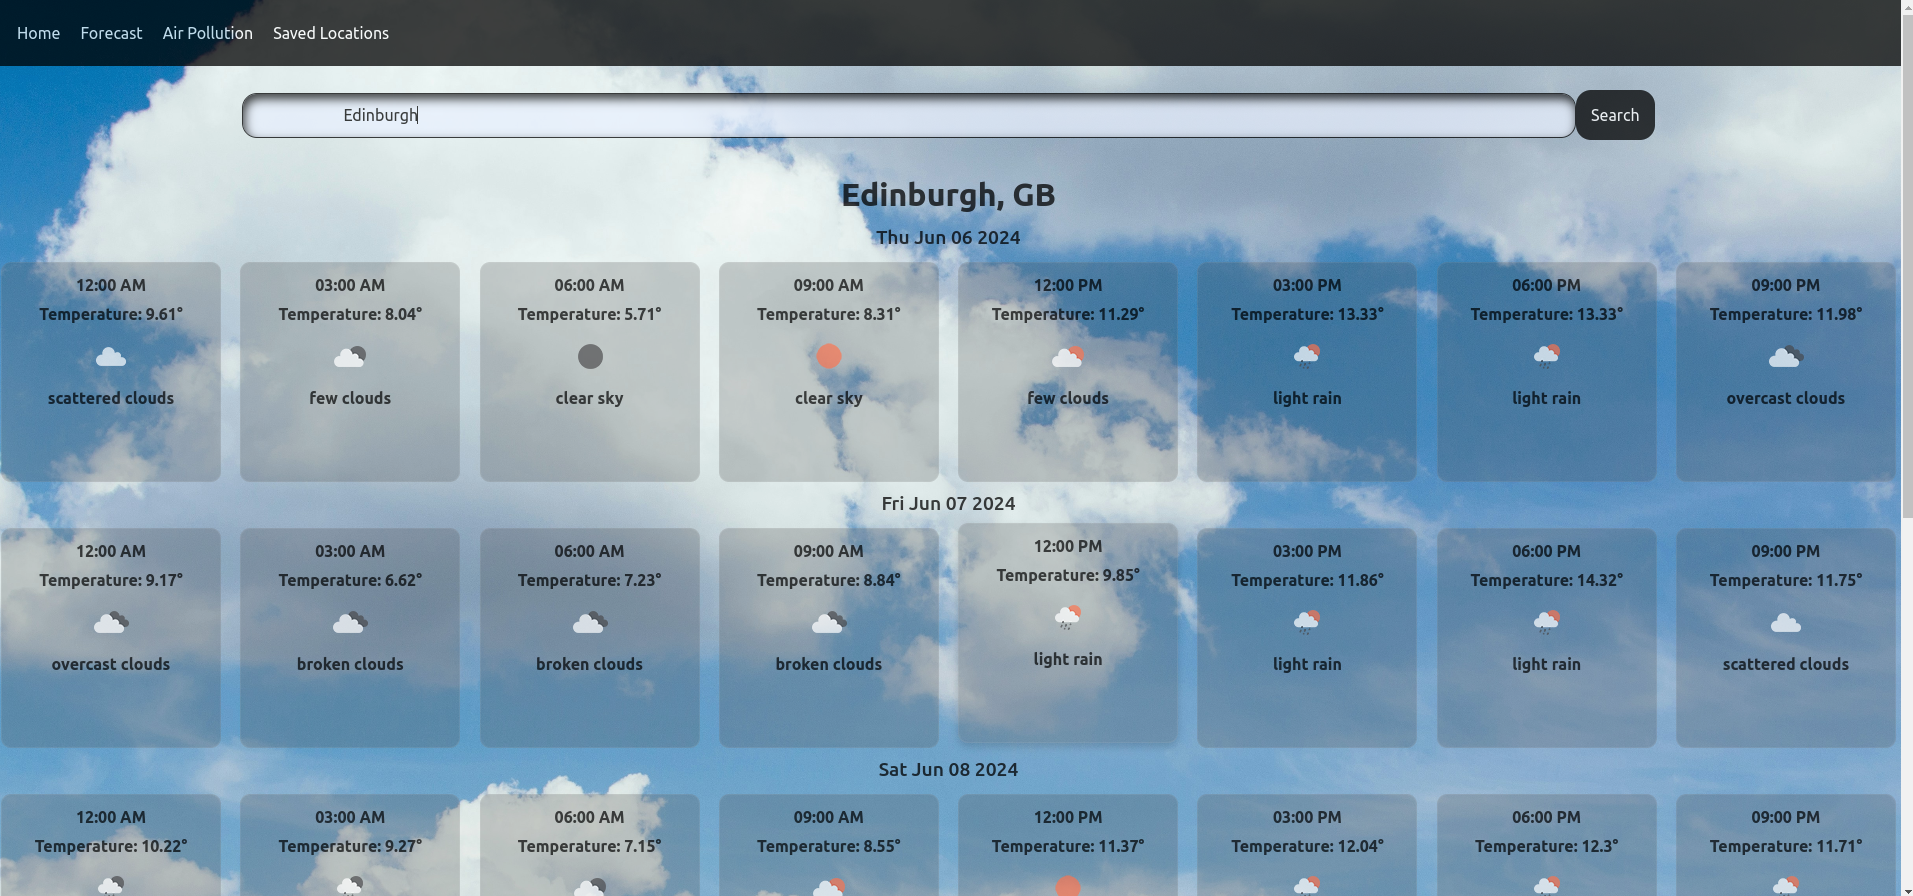 Home Forecast Air Pollution Saved Locations
Edinburgh Search
Edinburgh, GB
Thu Jun 06 2024
12:00 AM 03:00 AM 06:00 AM 09:00 AM 12:00 PM 03:00 PM 06:00 PM 09:00 PM
Temperature: 9.61° Temperature: 8.04° Temperature: 5.71° Temperature: 8.31° Temperature: 11.29° Temperature: 13.33° Temperature: 13.33° Temperature: 11.98°
scattered clouds few clouds clear sky clear sky few clouds light rain light rain overcast clouds
Fri Jun 07 2024
12:00 AM 03:00 AM 06:00 AM 09:00 AM 12:00 PM 03:00 PM 06:00 PM 09:00 PM
Temperature: 9.17° Temperature: 6.62° Temperature: 7.23° Temperature: 8.84° Temperature: 9.85° Temperature: 11.86° Temperature: 14.32° Temperature: 11.75°
overcast clouds broken clouds broken clouds broken clouds light rain light rain light rain scattered clouds
Sat Jun 08 2024
12:00 AM 03:00 AM 06:00 AM 09:00 AM 12:00 PM 03:00 PM 06:00 PM 09:00 PM
Temperature: 10.22° Temperature: 9.27° Temperature: 7.15° Temperature: 8.55° Temperature: 11.37° Temperature: 12.04° Temperature: 12.3° Temperature: 11.71°